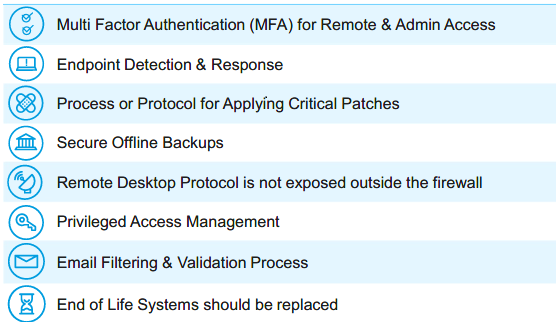 Multi Factor Authentication (MFA) for Remote & Admin Access
Endpoint Detection & Response
Process or Protocol for Applyíng Critical Patches
Secure Offline Backups
Remote Desktop Protocol is not exposed outside the firewall
Privileged Access Management
Email Filtering & Validation Process
End of Life Systems should be replaced